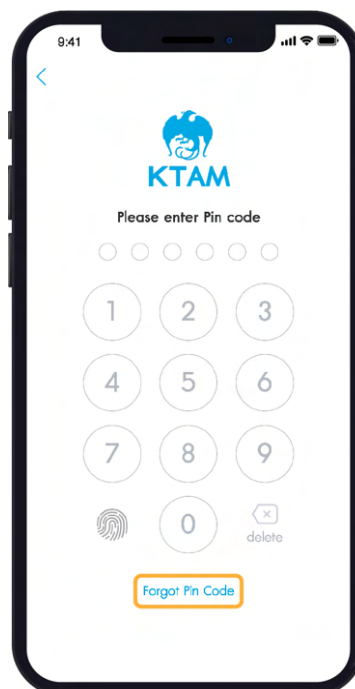 9:41
KTAM
Please enter Pin code
1 2 3
4 5 6
7 8 9
0
delete
Forgot Pin Code